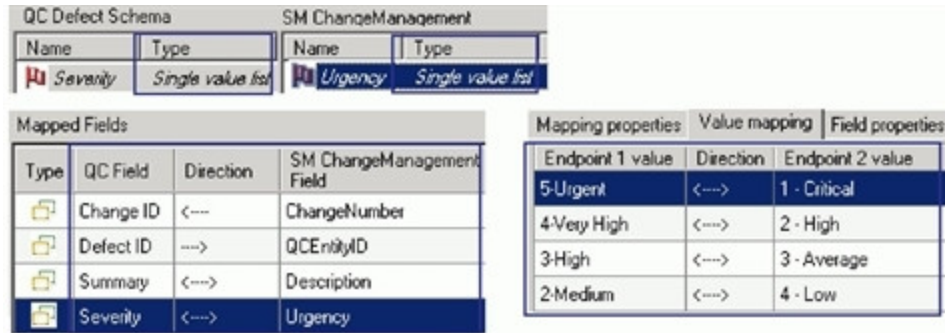 QC Defect Schema
SM ChangeManagement
Name Type Name Type
Severity Single value list Urgency Single value list
Mapped Fields
Type QC Field Direction SM ChangeManagement Field
Change ID <---- ChangeNumber
Defect ID ----> QCEntityID
Summary <----> Description
Severity <----> Urgency
Mapping properties Value mapping Field properties
Endpoint 1 value Direction Endpoint 2 value
5-Urgent <----> 1 - Critical
4-Very High <----> 2 - High
3-High <----> 3 - Average
2-Medium <----> 4 - Low